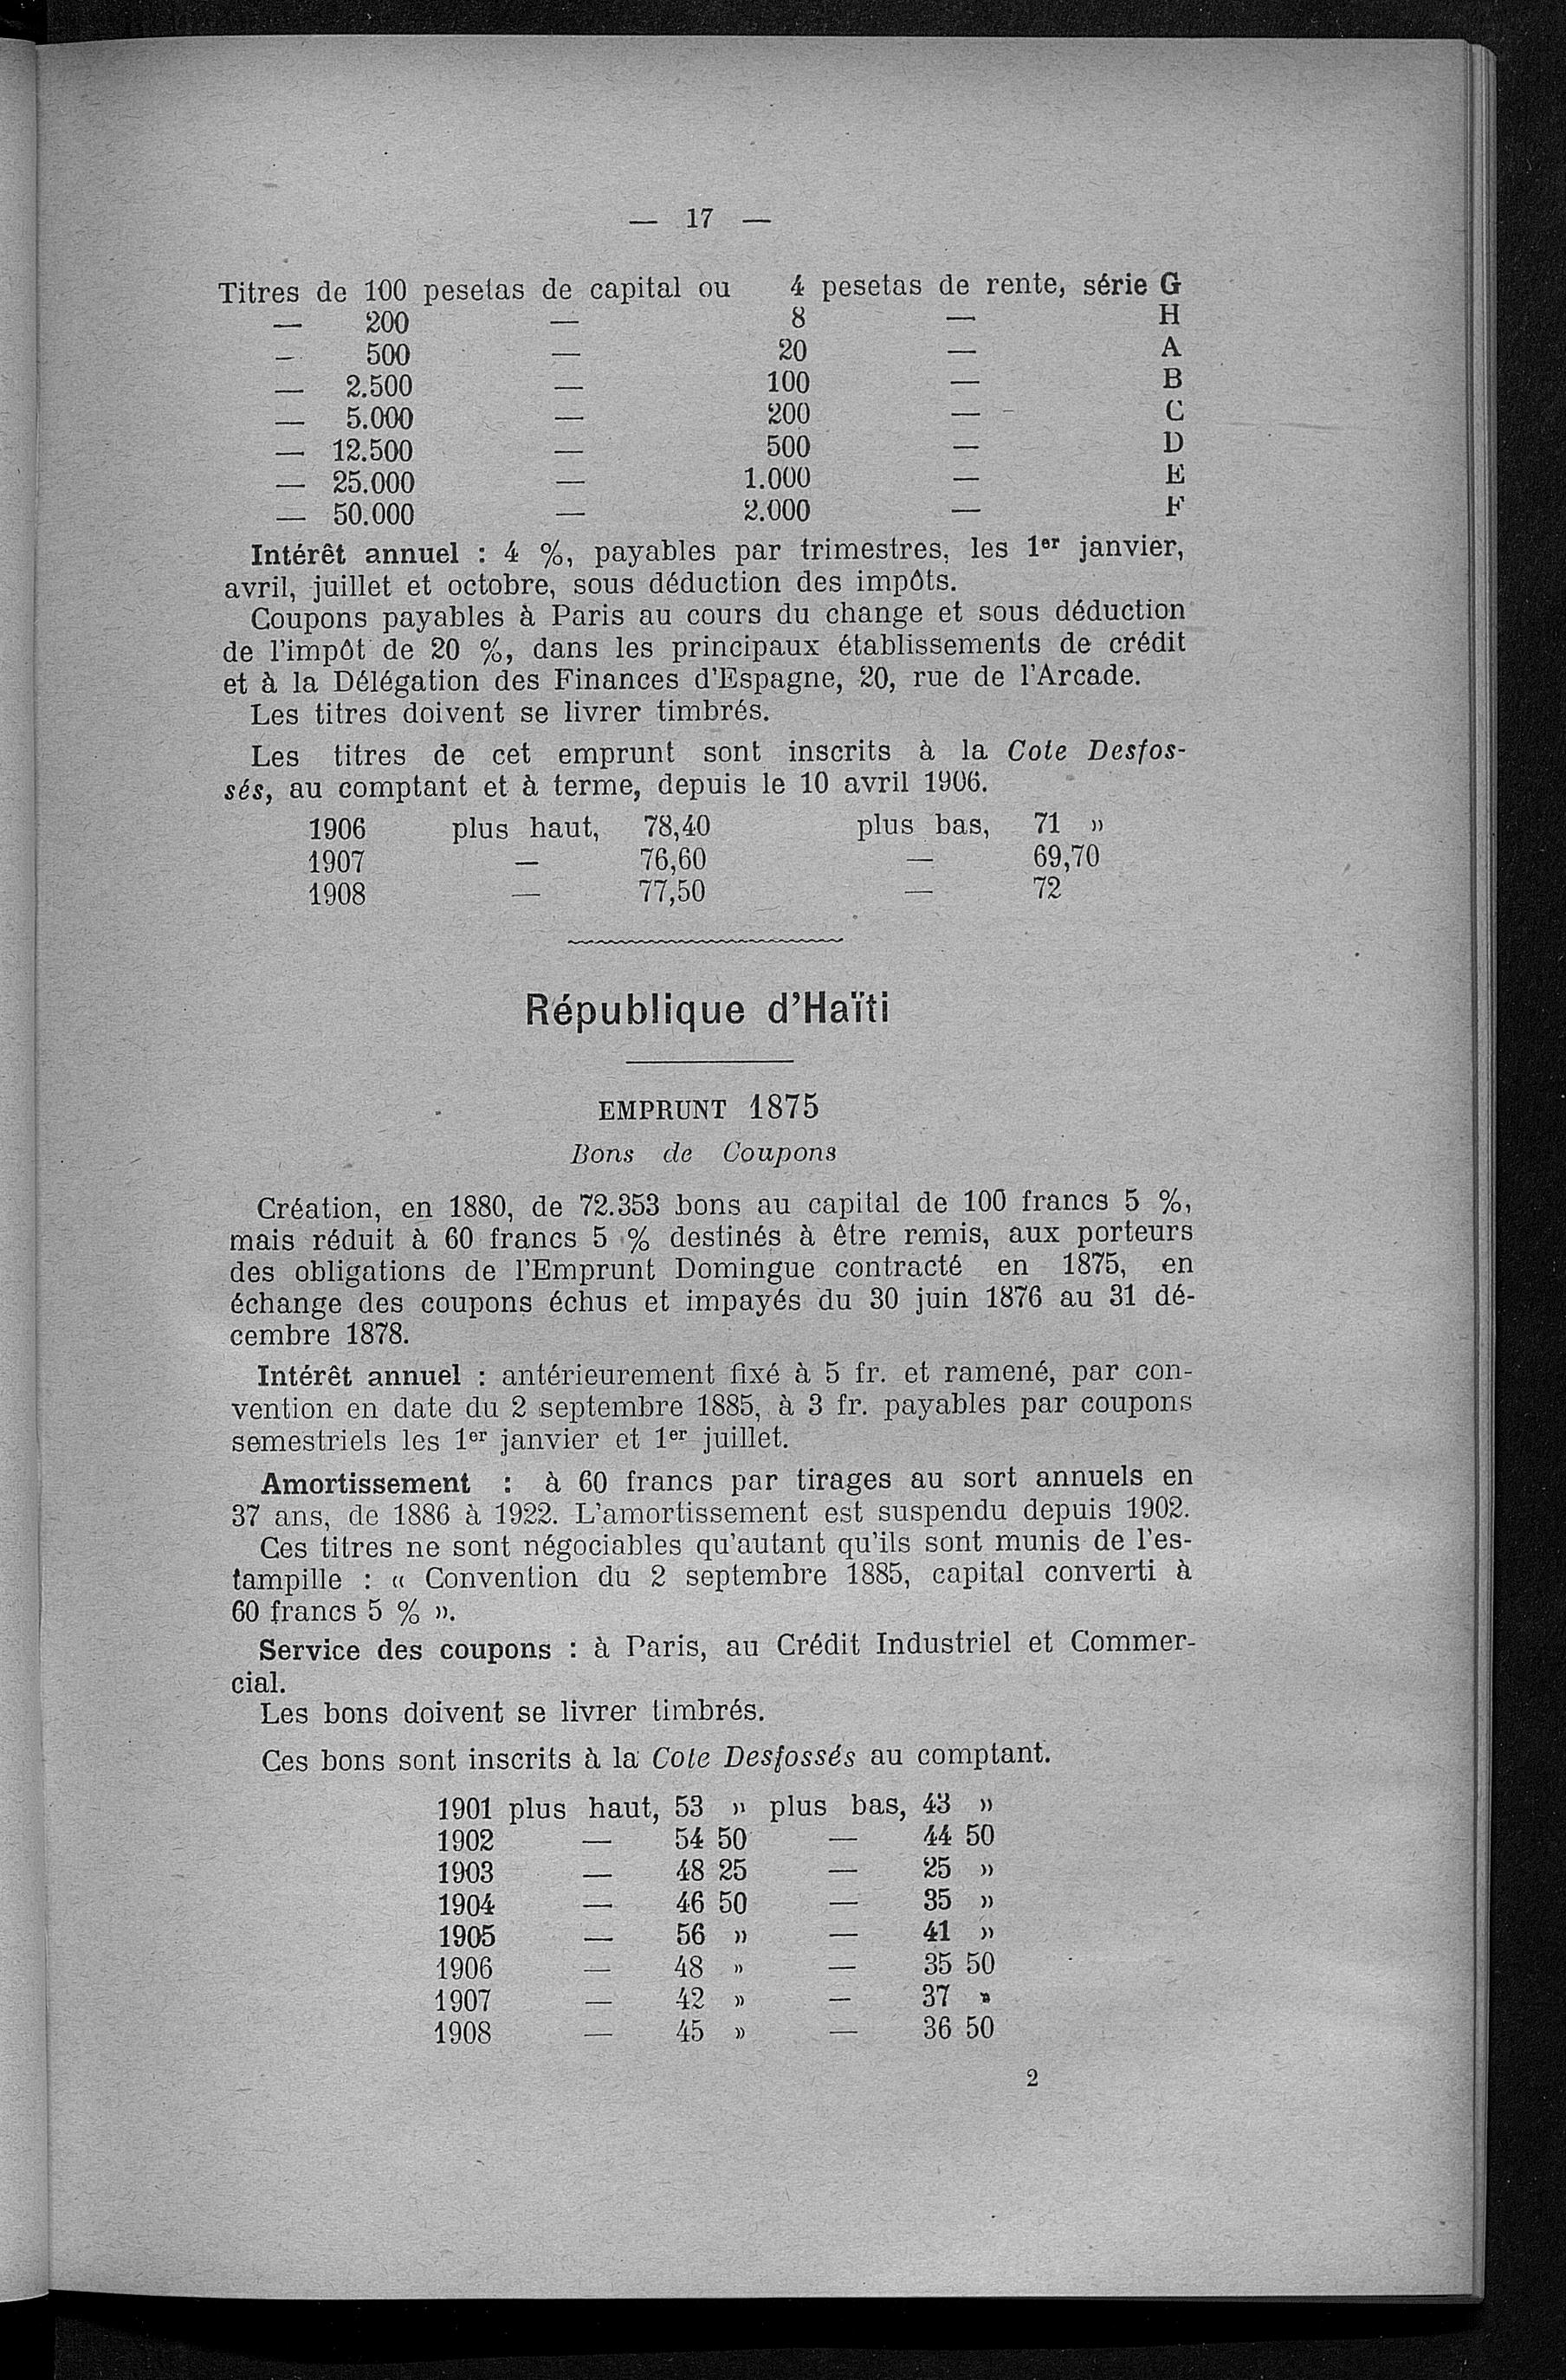 — 17 —
Titres de 100 pesetas de capital ou 4 pesetas de rente, série G
— 200 — 8 — H
— 500 — 20 — A
— 2.500 — 100 — B
— 5.000 — 200 — C
— 12.500 — 500 — D
— 25.000 — 1.000 — E
— 50.000 — 2.000 — F
Intérêt annuel : 4 %, payables par trimestres, les 1er janvier,
avril, juillet et octobre, sous déduction des impôts.
Coupons payables à Paris au cours du change et sous déduction
de l'impôt de 20 %, dans les principaux établissements de crédit
et à la Délégation des Finances d'Espagne, 20, rue de l'Arcade.
Les titres doivent se livrer timbrés.
Les titres de cet emprunt sont inscrits à la Cote Desfos-
sés, au comptant et à terme, depuis le 10 avril 1906.
1906 plus haut, 78,40 plus bas, 71 »
1907 — 76,60 — 69,70
1908 — 77,50 — 72
République d'Haïti
EMPRUNT 1875
Bons de Coupons
Création, en 1880, de 72.353 bons au capital de 100 francs 5 %,
mais réduit à 60 francs 5 % destinés à être remis, aux porteurs
des obligations de l'Emprunt Domingue contracté en 1875, en
échange des coupons échus et impayés du 30 juin 1876 au 31 dé-
cembre 1878.
Intérêt annuel : antérieurement fixé à 5 fr. et ramené, par con-
vention en date du 2 septembre 1885, à 3 fr. payables par coupons
semestriels les 1er janvier et 1er juillet.
Amortissement : à 60 francs par tirages au sort annuels en
37 ans, de 1886 à 1922. L'amortissement est suspendu depuis 1902.
Ces titres ne sont négociables qu'autant qu'ils sont munis de l'es-
tampille : « Convention du 2 septembre 1885, capital converti à
60 francs 5 % ».
Service des coupons : à Paris, au Crédit Industriel et Commer-
cial.
Les bons doivent se livrer timbrés.
Ces bons sont inscrits à la Cote Desfossés au comptant.
1901 plus haut, 53 » plus bas, 43 »
1902 — 54 50 — 44 50
1903 — 48 25 — 25 »
1904 — 46 50 — 35 »
1905 — 56 » — 41 »
1906 — 48 » — 35 50
1907 — 42 » — 37 »
1908 — 45 » — 36 50
2